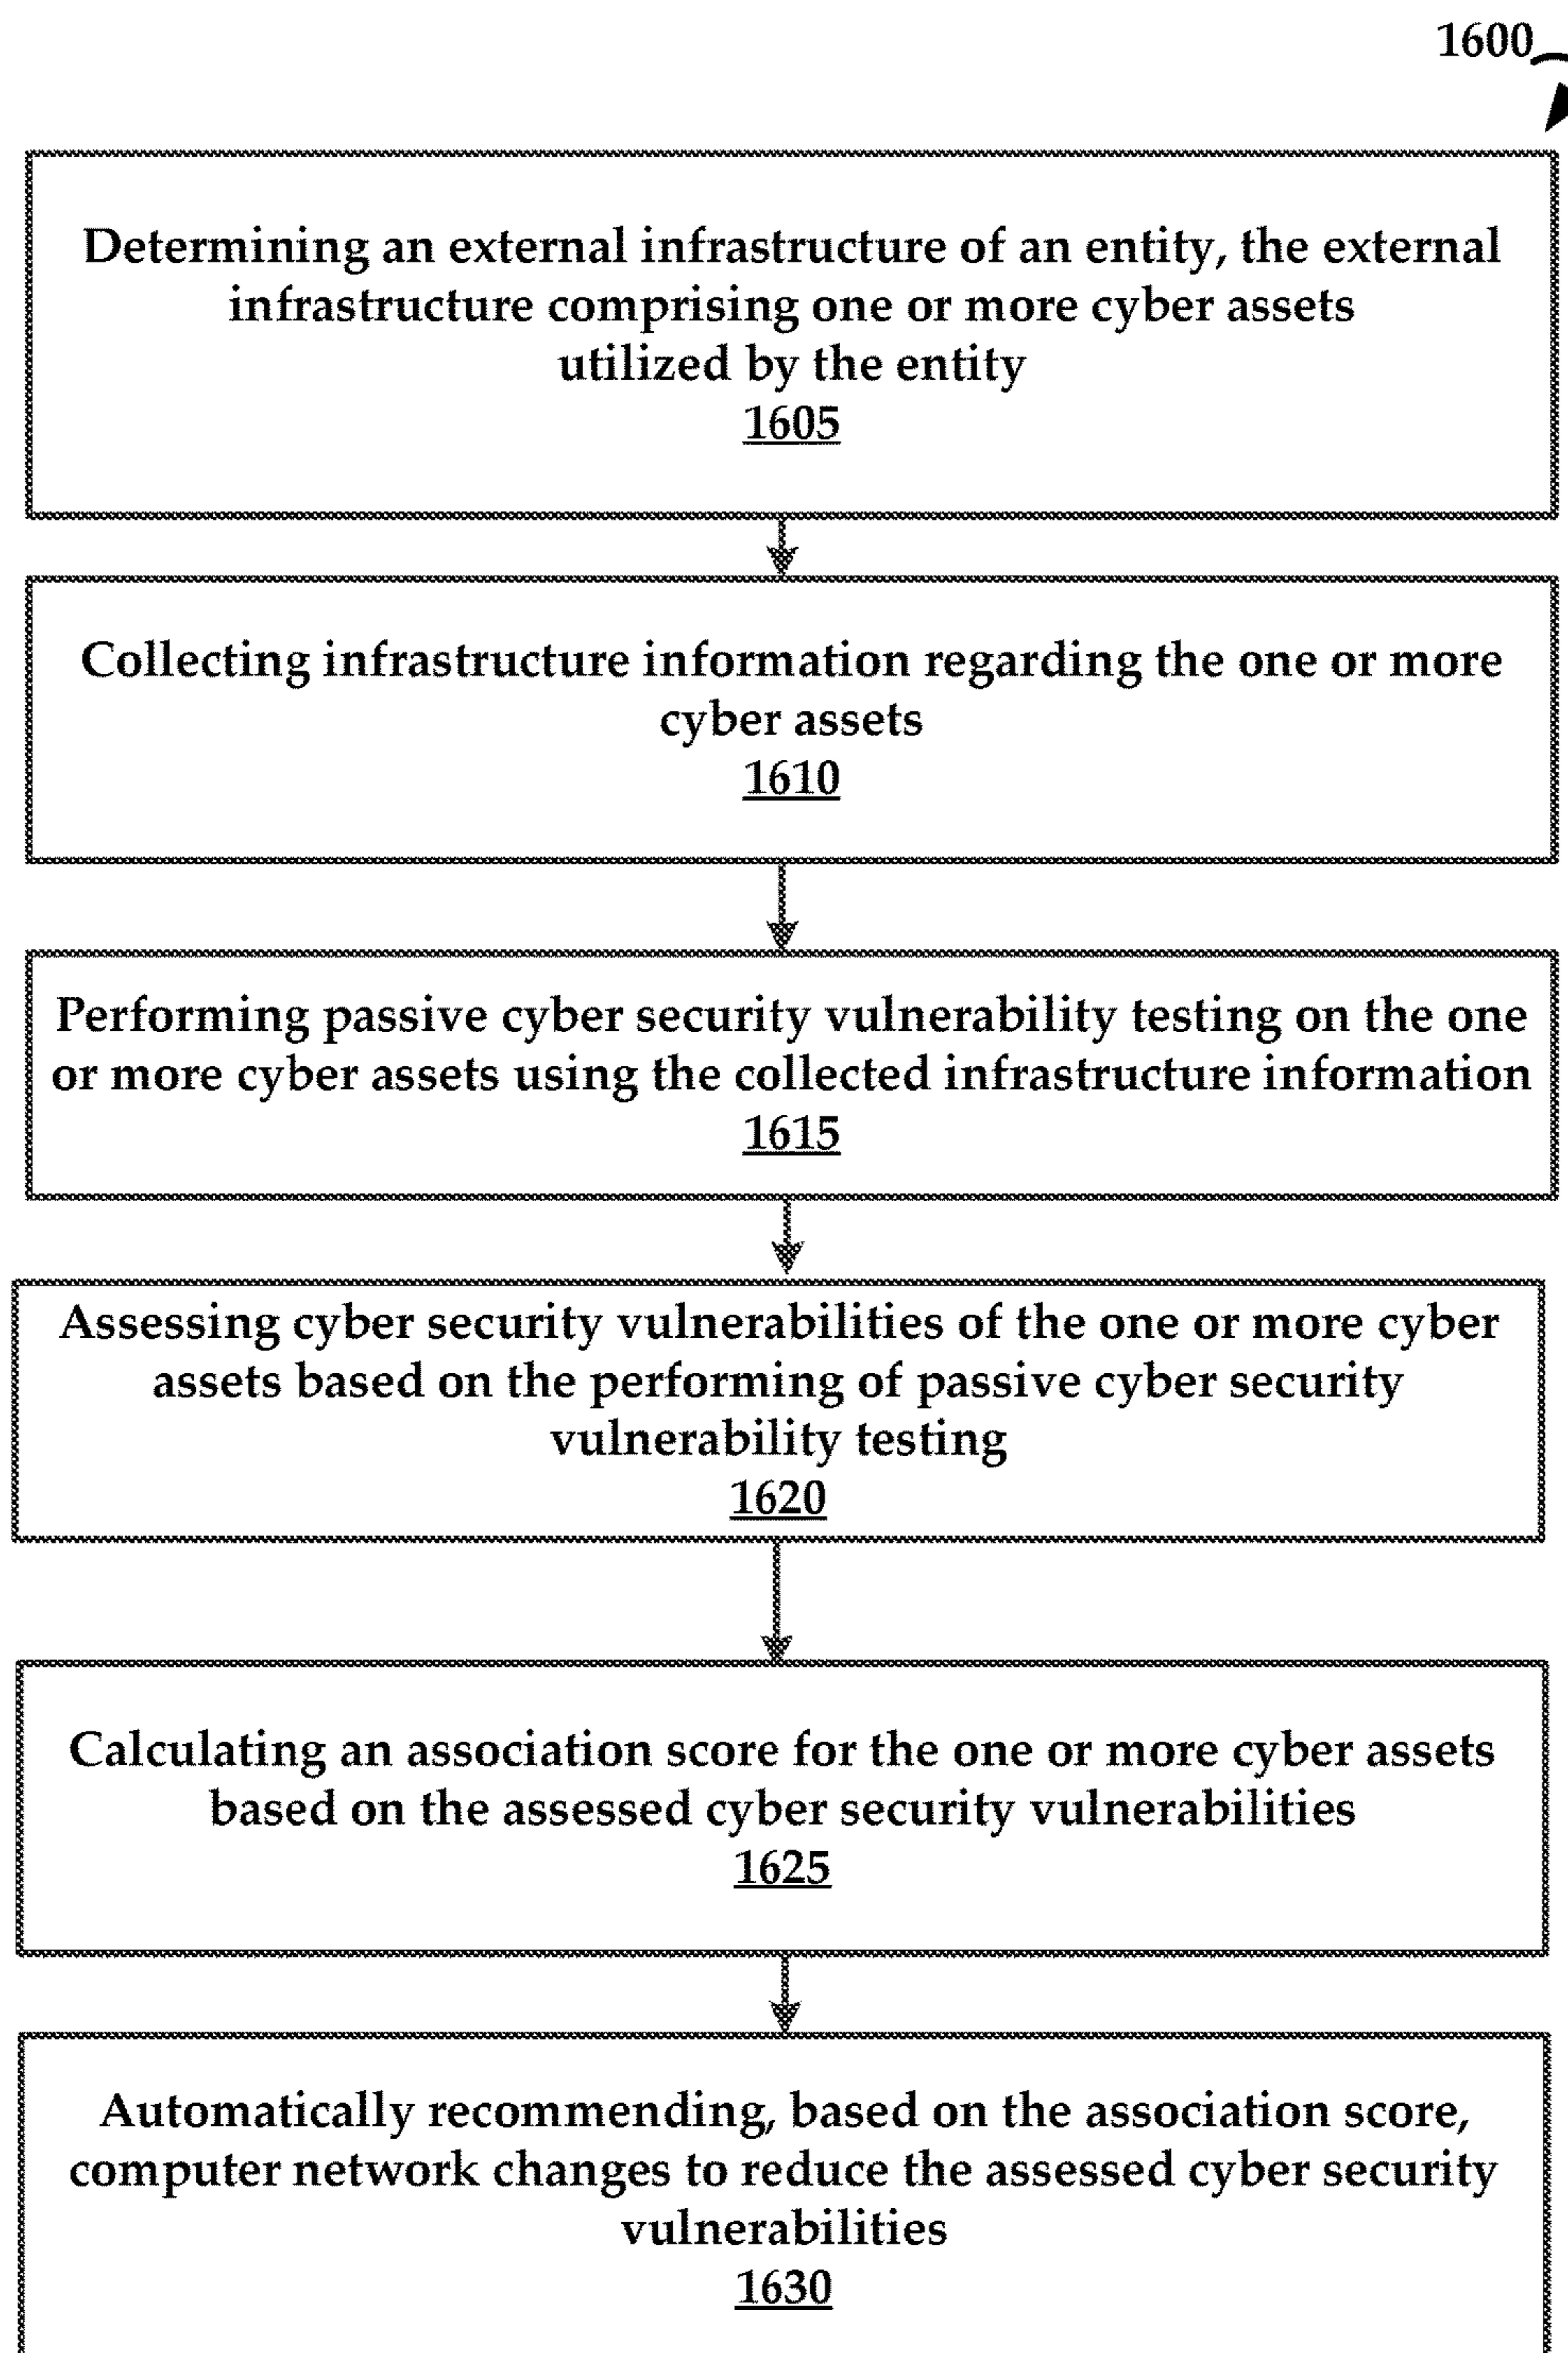 1600
Determining an external infrastructure of an entity, the external
infrastructure comprising one or more cyber assets
utilized by the entity
1605
Collecting infrastructure information regarding the one or more
cyber assets
1610
Performing passive cyber security vulnerability testing on the one
or more cyber assets using the collected infrastructure information
1615
Assessing cyber security vulnerabilities of the one or more cyber
assets based on the performing of passive cyber security
vulnerability testing
1620
Calculating an association score for the one or more cyber assets
based on the assessed cyber security vulnerabilities
1625
Automatically recommending, based on the association score,
computer network changes to reduce the assessed cyber security
vulnerabilities
1630